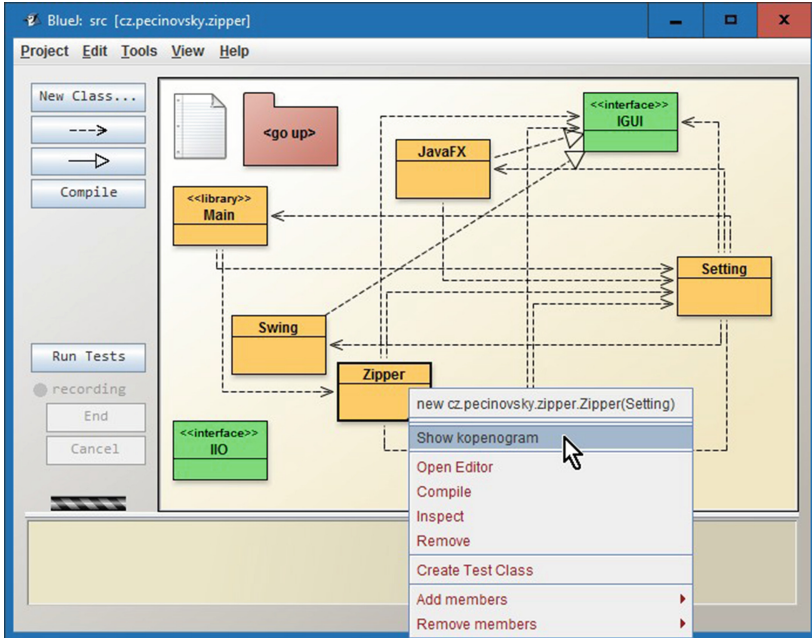 BlueJ: src [cz.pecinovsky.zipper]
Project Edit Tools View Help
New Class...
Compile
Run Tests
recording
End
Cancel
<go up>
<<interface>>
IGUI
JavaFX
<<library>>
Main
Setting
Swing
Zipper
<<interface>>
IIO
new cz.pecinovsky.zipper.Zipper(Setting)
Show kopenogram
Open Editor
Compile
Inspect
Remove
Create Test Class
Add members
Remove members